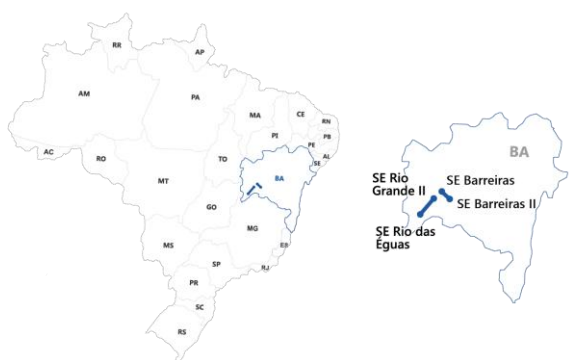 RR
AP
AM
PA
MA
CE
RN
PB
PI
PE
AL
SE
AC
RO
TO
BA
MT
GO
MG
ES
MS
SP
RJ
PR
SC
RS
BA
SE Rio
Grande II
SE Barreiras
SE Barreiras II
SE Rio das
Éguas